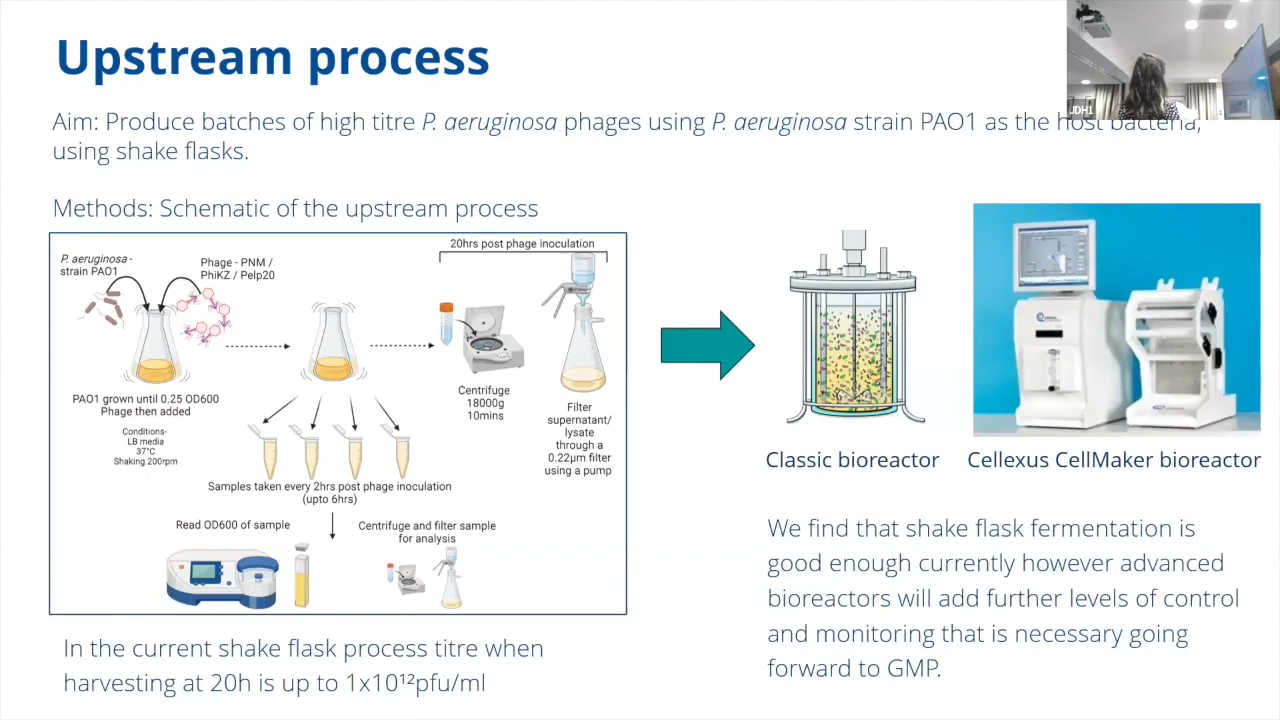 Upstream process
JDH1
Aim: Produce batches of high titre P. aeruginosa phages using P. aeruginosa strain PAO1 as the host bacteria,
using shake flasks.
Methods: Schematic of the upstream process
20hrs post phage inoculation
P. aeruginosa -
strain PAO1
Phage - PNM /
PhiKZ / Pelp20
PAO1 grown until 0.25 OD600
Phage then added
Conditions-
LB media
37°C
Shaking 200rpm
Centrifuge
18000g
10mins
Filter
supernatant/
lysate
through a
0.22µm filter
using a pump
Samples taken every 2hrs post phage inoculation
(upto 6hrs)
Read OD600 of sample
Centrifuge and filter sample
for analysis
In the current shake flask process titre when
harvesting at 20h is up to 1x10¹²pfu/ml
Classic bioreactor
Cellexus CellMaker bioreactor
We find that shake flask fermentation is
good enough currently however advanced
bioreactors will add further levels of control
and monitoring that is necessary going
forward to GMP.